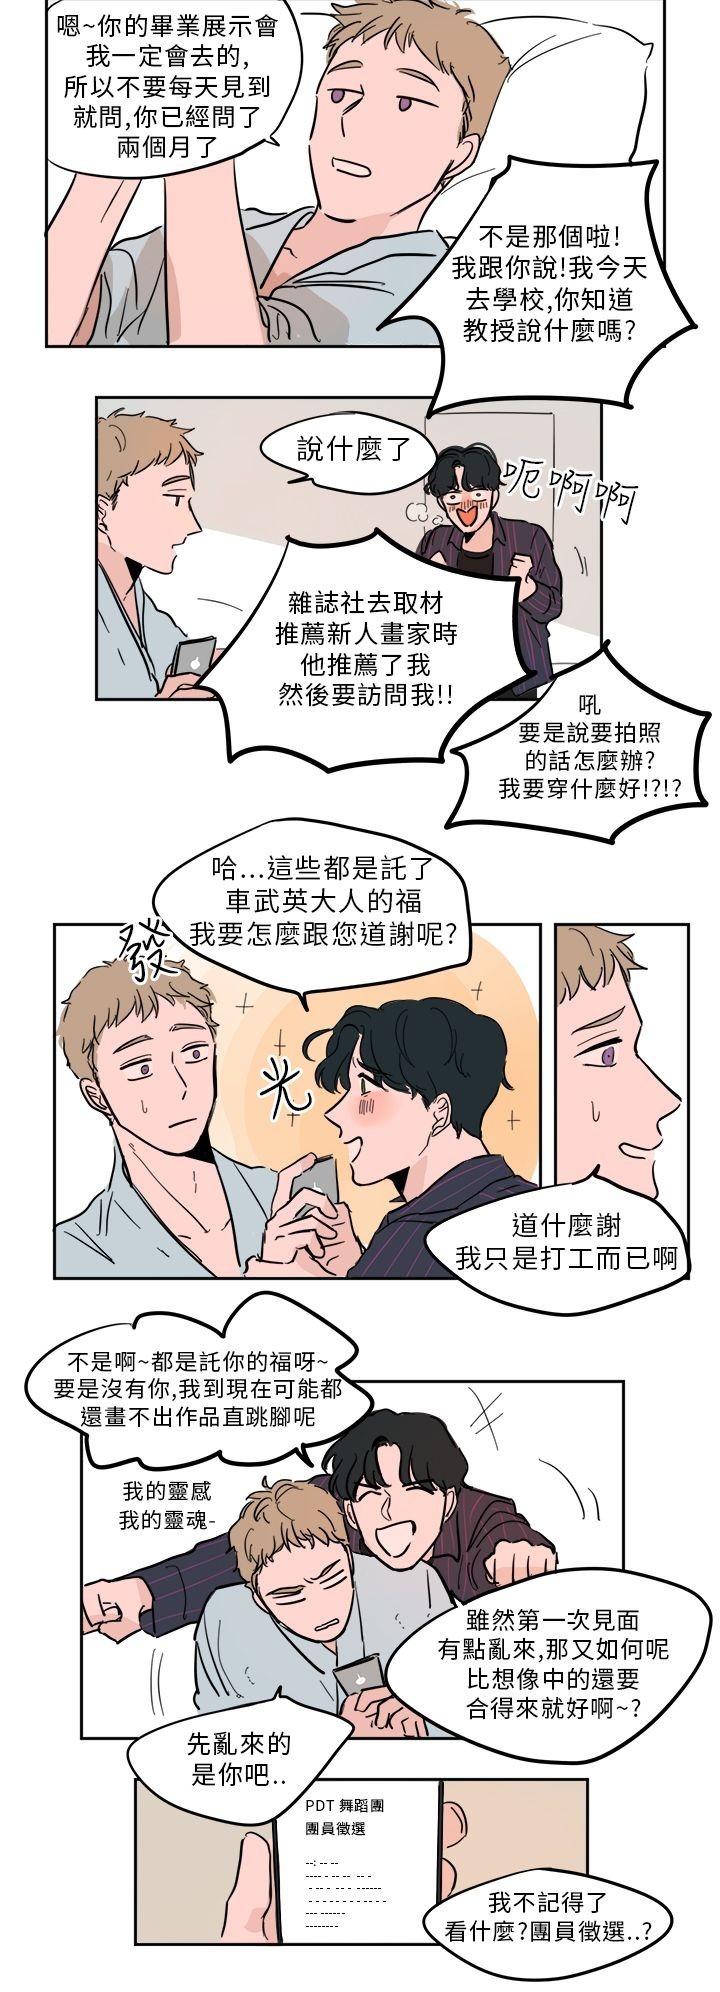 嗯~你的畢業展示會
我一定會去的,
所以不要每天見到
就問,你已經問了
兩個月了
不是那個啦!
我跟你說!我今天
去學校,你知道
教授說什麼嗎?
說什麼了
呃啊啊
雜誌社去取材
推薦新人畫家時
他推薦了我
然後要訪問我!!
吼
要是說要拍照
的話怎麼辦?
我要穿什麼好!?!?
哈...這些都是託了
車武英大人的福
我要怎麼跟您道謝呢?
發
光
道什麼謝
我只是打工而已啊
不是啊~都是託你的福呀~
要是沒有你,我到現在可能都
還畫不出作品直跳腳呢
我的靈感
我的靈魂-
雖然第一次見面
有點亂來,那又如何呢
比想像中的還要
合得來就好啊~?
先亂來的
是你吧..
PDT 舞蹈團
團員徵選
我不記得了
看什麼?團員徵選..?